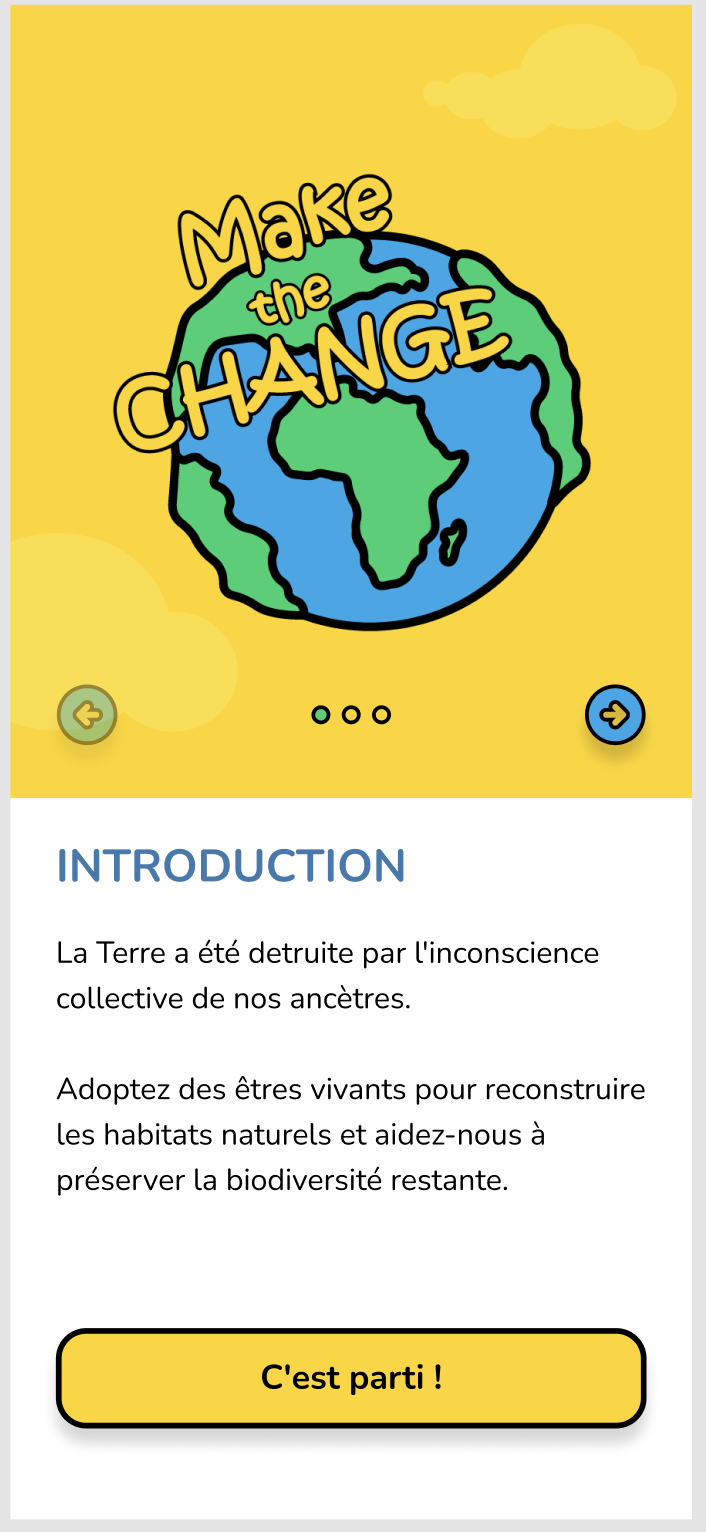 Make
the
CHANGE
INTRODUCTION
La Terre a été detruite par l'inconscience
collective de nos ancètres.
Adoptez des êtres vivants pour reconstruire
les habitats naturels et aidez-nous à
préserver la biodiversité restante.
C'est parti !